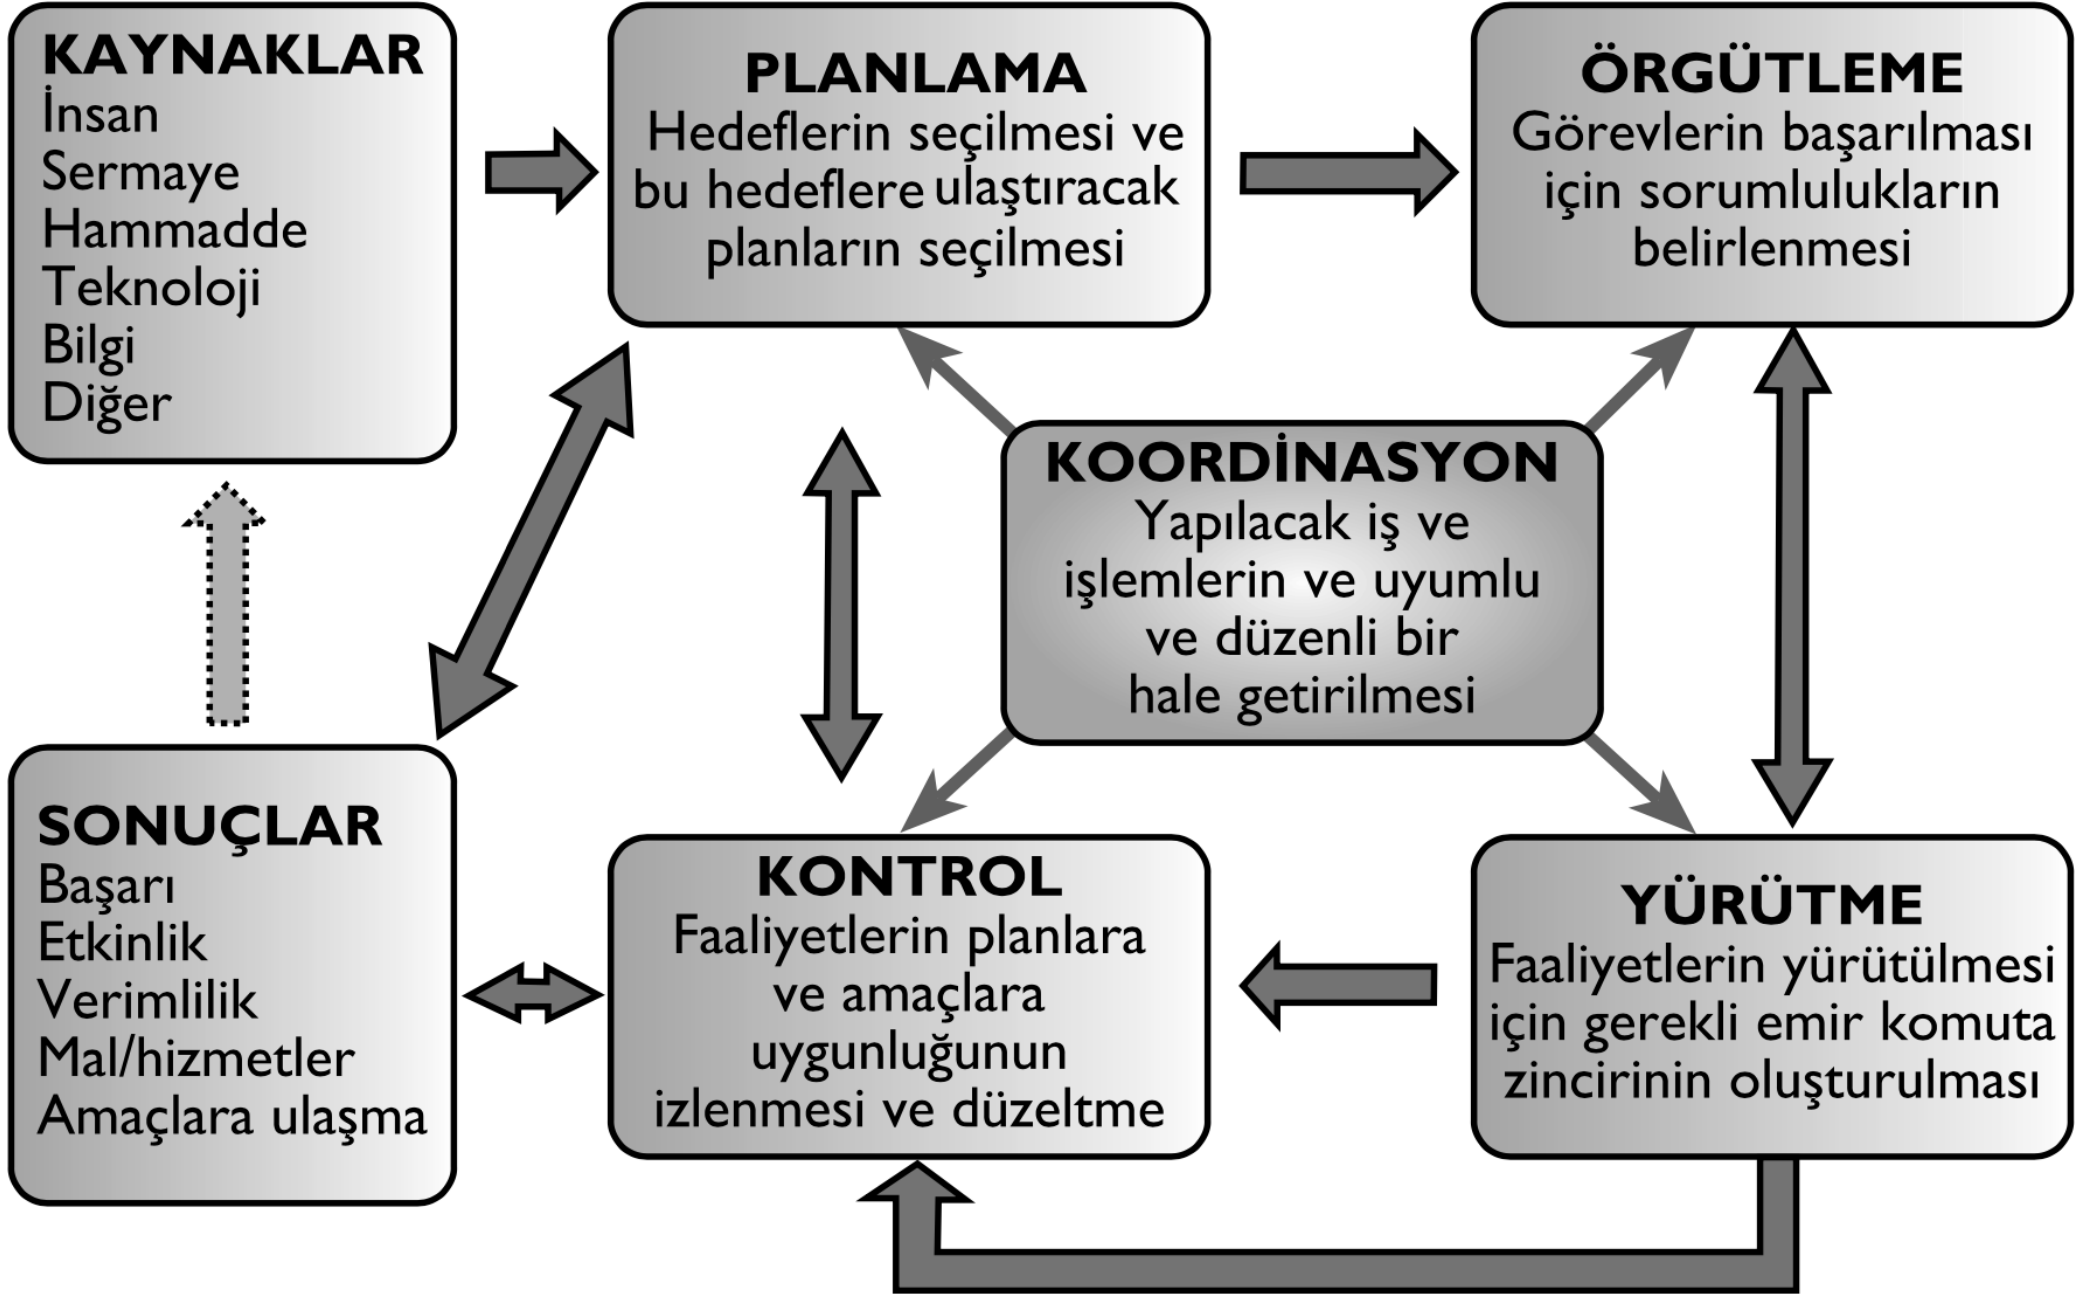 KAYNAKLAR
İnsan
Sermaye
Hammadde
Teknoloji
Bilgi
Diğer
PLANLAMA
Hedeflerin seçilmesi ve
bu hedeflere ulaştıracak
planların seçilmesi
ÖRGÜTLEME
Görevlerin başarılması
için sorumlulukların
belirlenmesi
KOORDİNASYON
Yapılacak iş ve
işlemlerin ve uyumlu
ve düzenli bir
hale getirilmesi
SONUÇLAR
Başarı
Etkinlik
Verimlilik
Mal/hizmetler
Amaçlara ulaşma
KONTROL
Faaliyetlerin planlara
ve amaçlara
uygunluğunun
izlenmesi ve düzeltme
YÜRÜTME
Faaliyetlerin yürütülmesi
için gerekli emir komuta
zincirinin oluşturulması